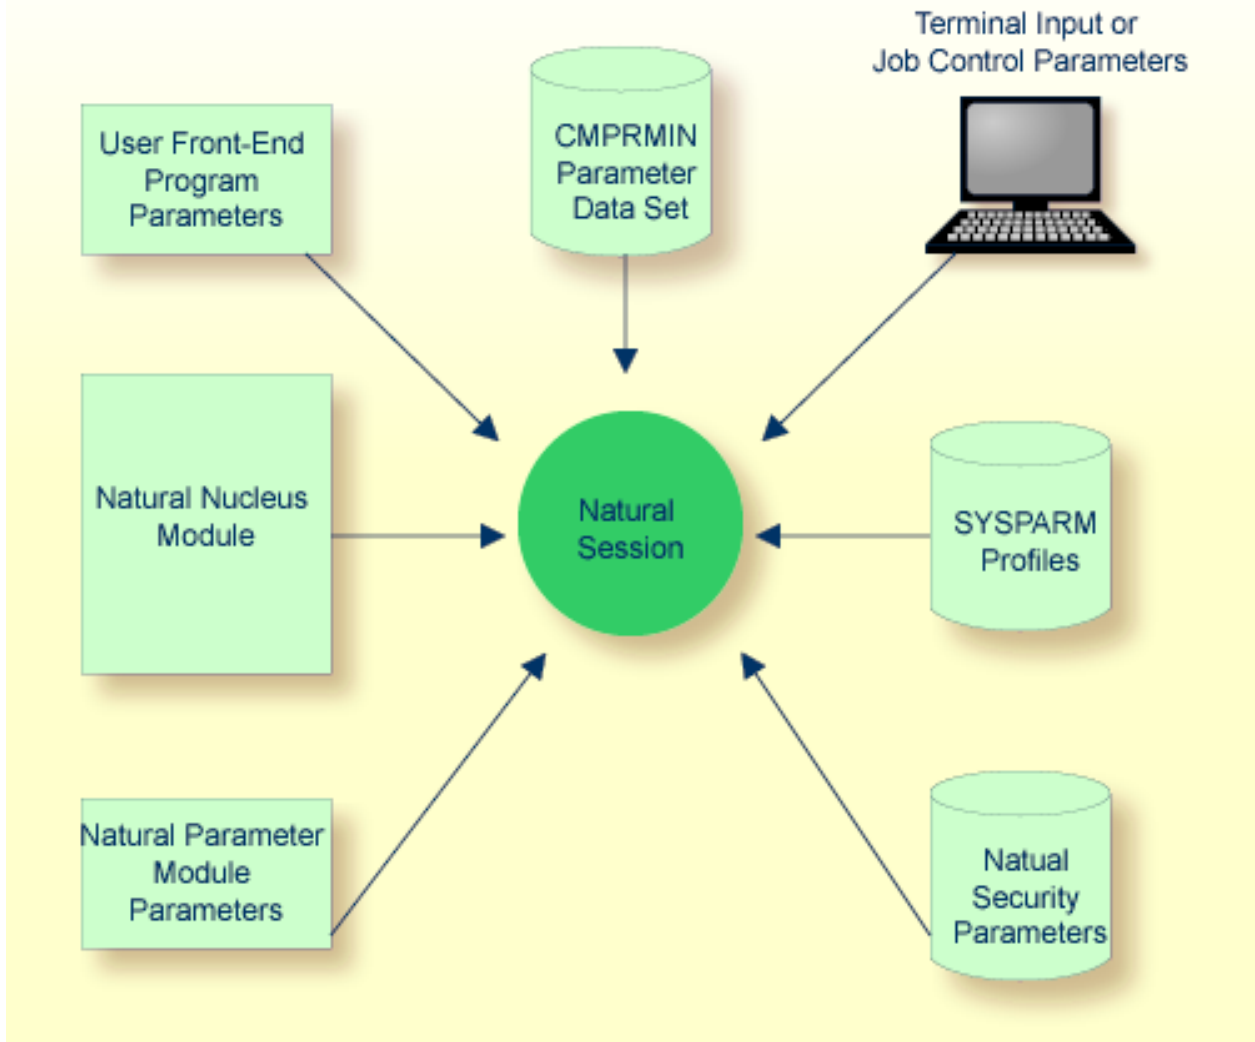 Terminal Input or
Job Control Parameters
User Front-End
Program
Parameters
CMPRMIN
Parameter
Data Set
Natural Nucleus
Module
Natural
Session
SYSPARM
Profiles
Natural Parameter
Module
Parameters
Natual
Security
Parameters